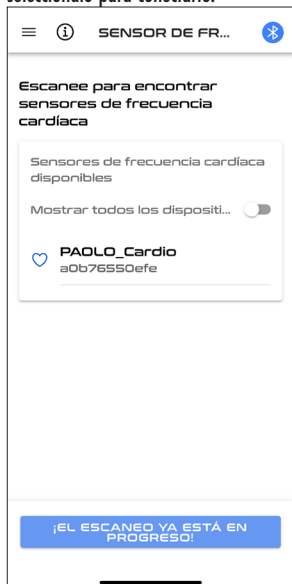 selecciónalo para conectarlo.
SENSOR DE FR...
Escanee para encontrar
sensores de frecuencia
cardíaca
Sensores de frecuencia cardíaca
disponibles
Mostrar todos los dispositi...
PAOLO_Cardio
a0b76550efe
¡EL ESCANEO YA ESTÁ EN
PROGRESO!